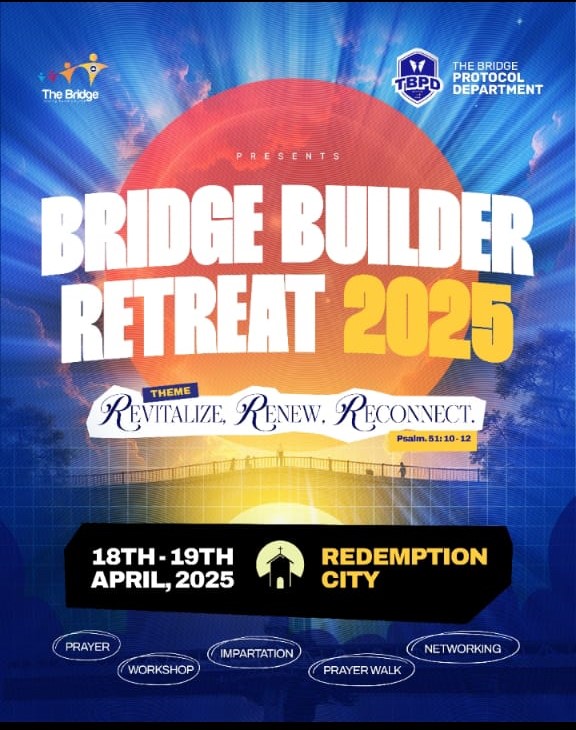 The Bridge
TBPD
THE BRIDGE
PROTOCOL
DEPARTMENT
PRESENTS
BRIDGE BUILDER
RETREAT 2025
THEME
REVITALIZE, RENEW, RECONNECT.
Psalm. 51: 10 - 12
18TH - 19TH
APRIL, 2025
REDEMPTION
CITY
PRAYER
WORKSHOP
IMPARTATION
PRAYER WALK
NETWORKING